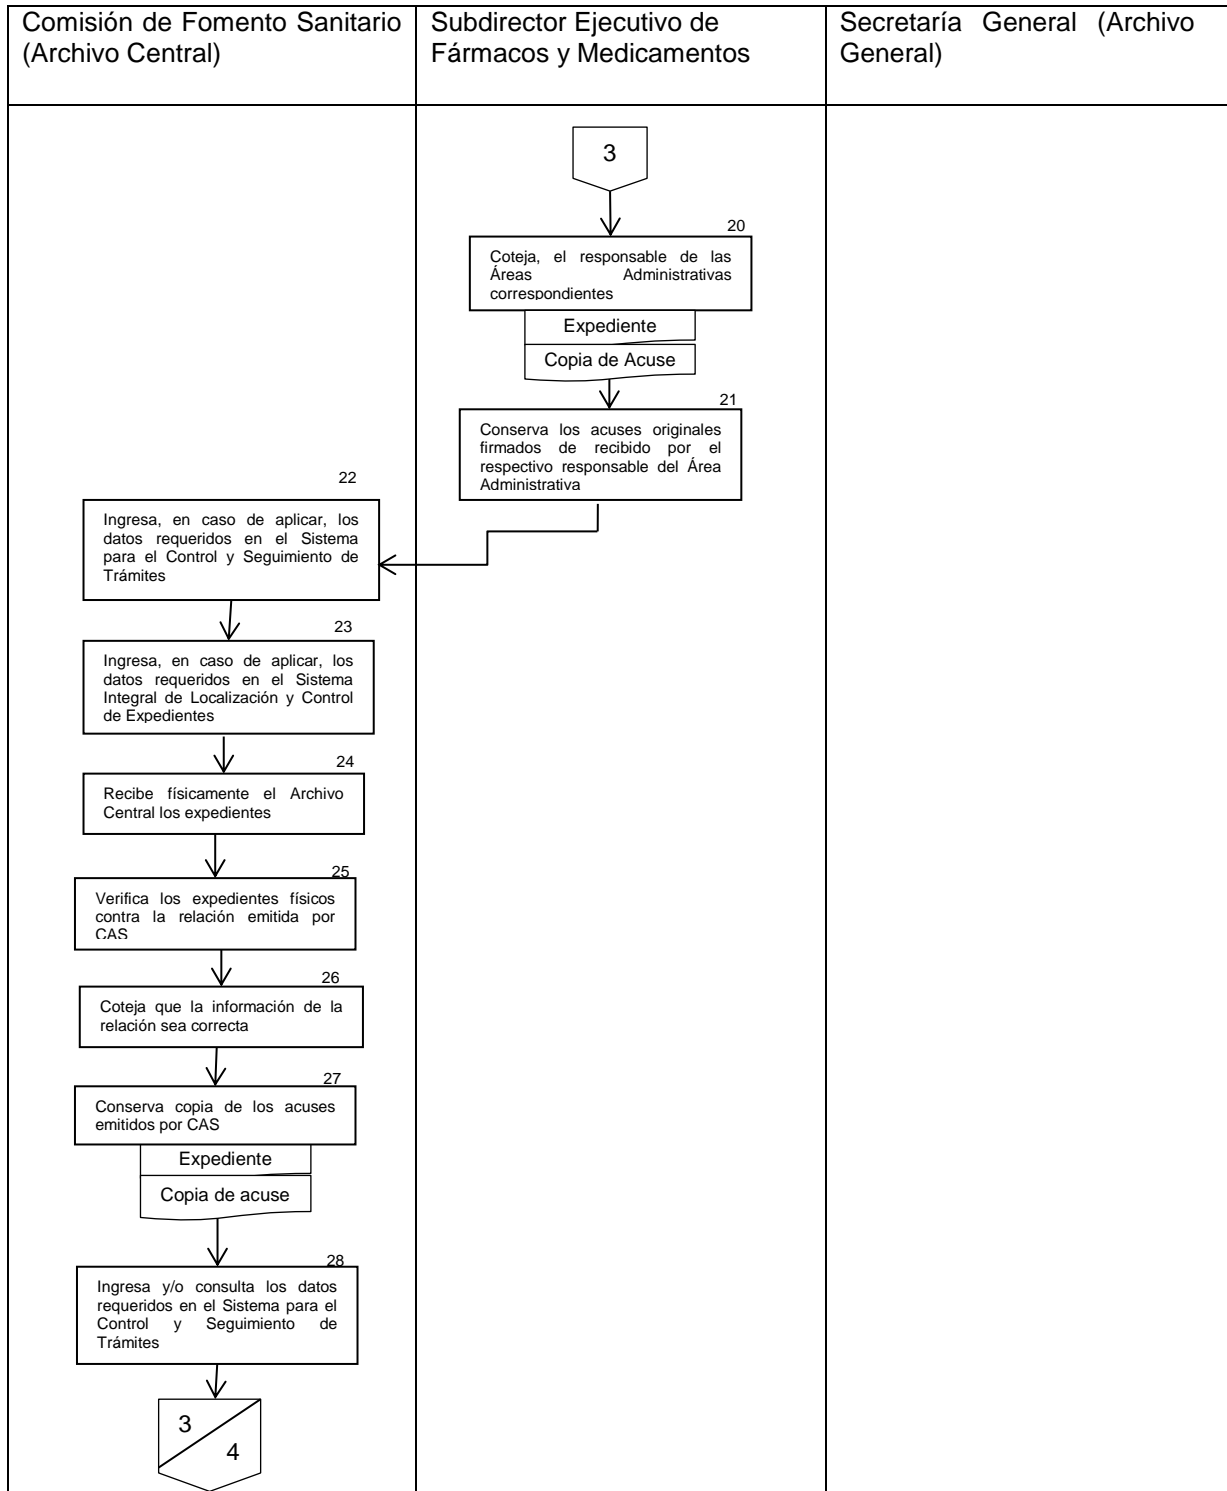 Comisión de Fomento Sanitario
(Archivo Central)
Subdirector Ejecutivo de
Fármacos y Medicamentos
Secretaría General (Archivo
General)
3
20
Coteja, el responsable de las
Áreas Administrativas
correspondientes
Expediente
Copia de Acuse
21
Conserva los acuses originales
firmados de recibido por el
respectivo responsable del Área
Administrativa
22
Ingresa, en caso de aplicar, los
datos requeridos en el Sistema
para el Control y Seguimiento de
Trámites
23
Ingresa, en caso de aplicar, los
datos requeridos en el Sistema
Integral de Localización y Control
de Expedientes
24
Recibe físicamente el Archivo
Central los expedientes
25
Verifica los expedientes físicos
contra la relación emitida por
CAS
26
Coteja que la información de la
relación sea correcta
27
Conserva copia de los acuses
emitidos por CAS
Expediente
Copia de acuse
28
Ingresa y/o consulta los datos
requeridos en el Sistema para el
Control y Seguimiento de
Trámites
3
4